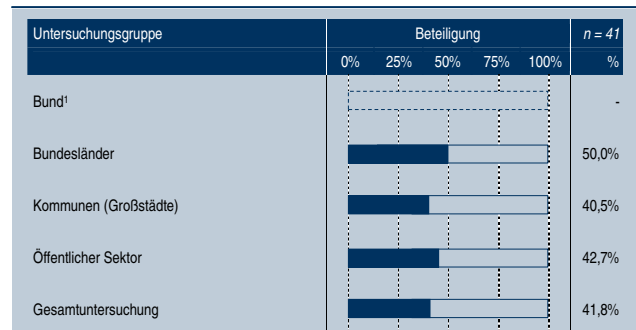 Untersuchungsgruppe Beteiligung n = 41
0% 25% 50% 75% 100% %
Bund¹ -
Bundesländer 50,0%
Kommunen (Großstädte) 40,5%
Öffentlicher Sektor 42,7%
Gesamtuntersuchung 41,8%